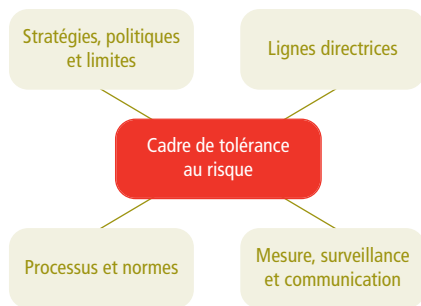 Stratégies, politiques
et limites
Lignes directrices
Cadre de tolérance
au risque
Processus et normes
Mesure, surveillance
et communication